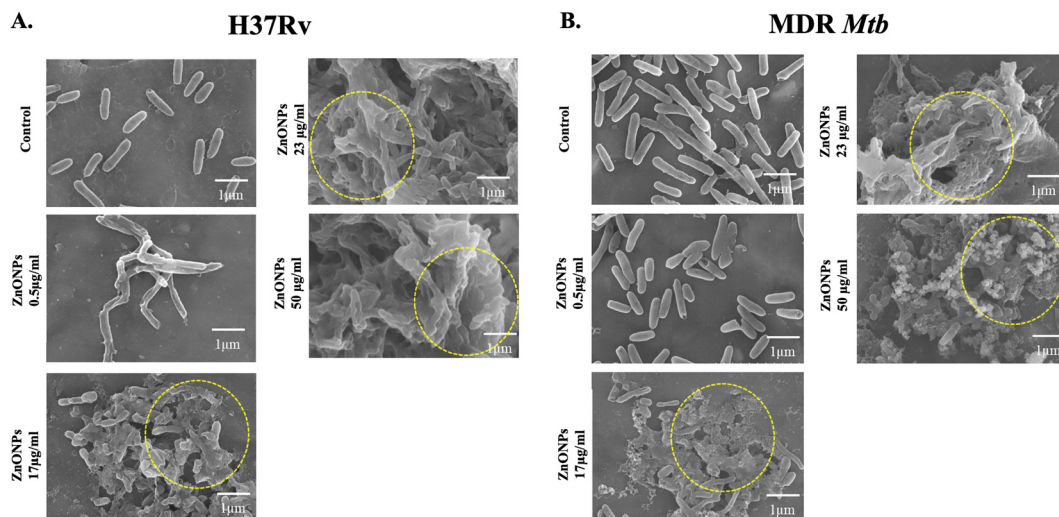 A.
H37Rv
Control
1μm
ZnONPs
23 μg/ml
1μm
ZnONPs
0.5μg/ml
1μm
ZnONPs
50 μg/ml
1μm
ZnONPs
17μg/ml
1μm
B.
MDR Mtb
Control
1μm
ZnONPs
23 μg/ml
1μm
ZnONPs
0.5μg/ml
1μm
ZnONPs
50 μg/ml
1μm
ZnONPs
17μg/ml
1μm